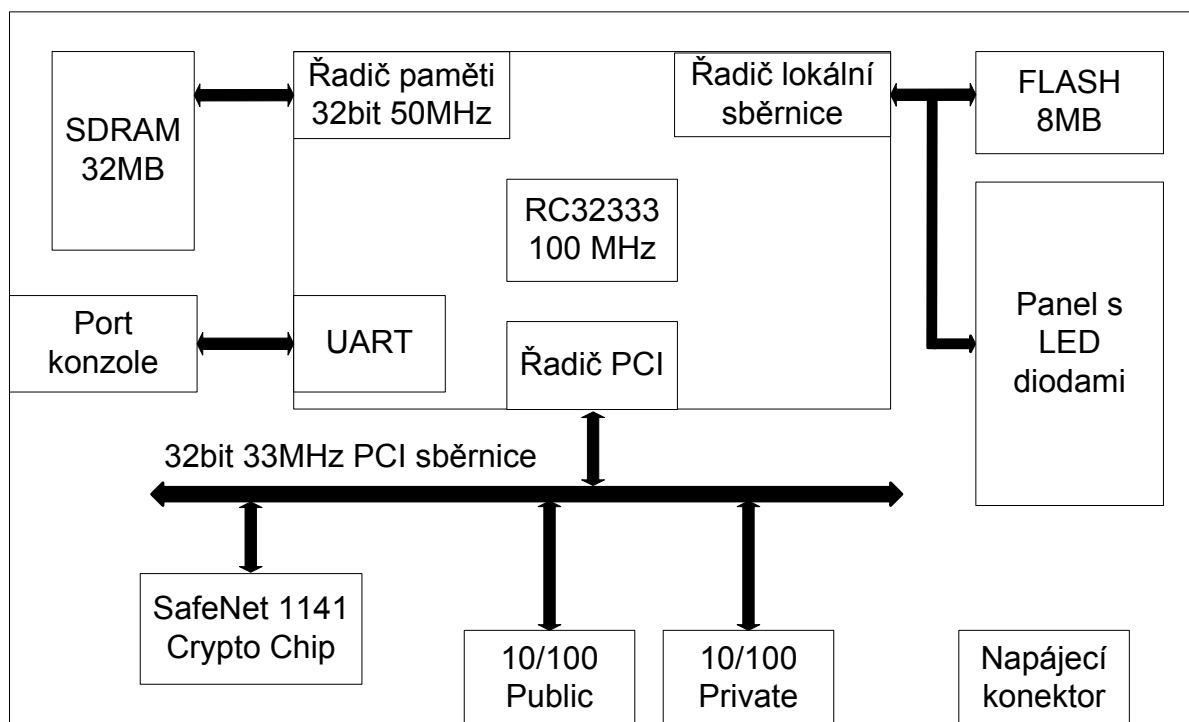 SDRAM
32MB
Řadič paměti
32bit 50MHz
Řadič lokální
sběrnice
FLASH
8MB
RC32333
100 MHz
Port
konzole
UART
Řadič PCI
Panel s
LED
diodami
32bit 33MHz PCI sběrnice
SafeNet 1141
Crypto Chip
10/100
Public
10/100
Private
Napájecí
konektor